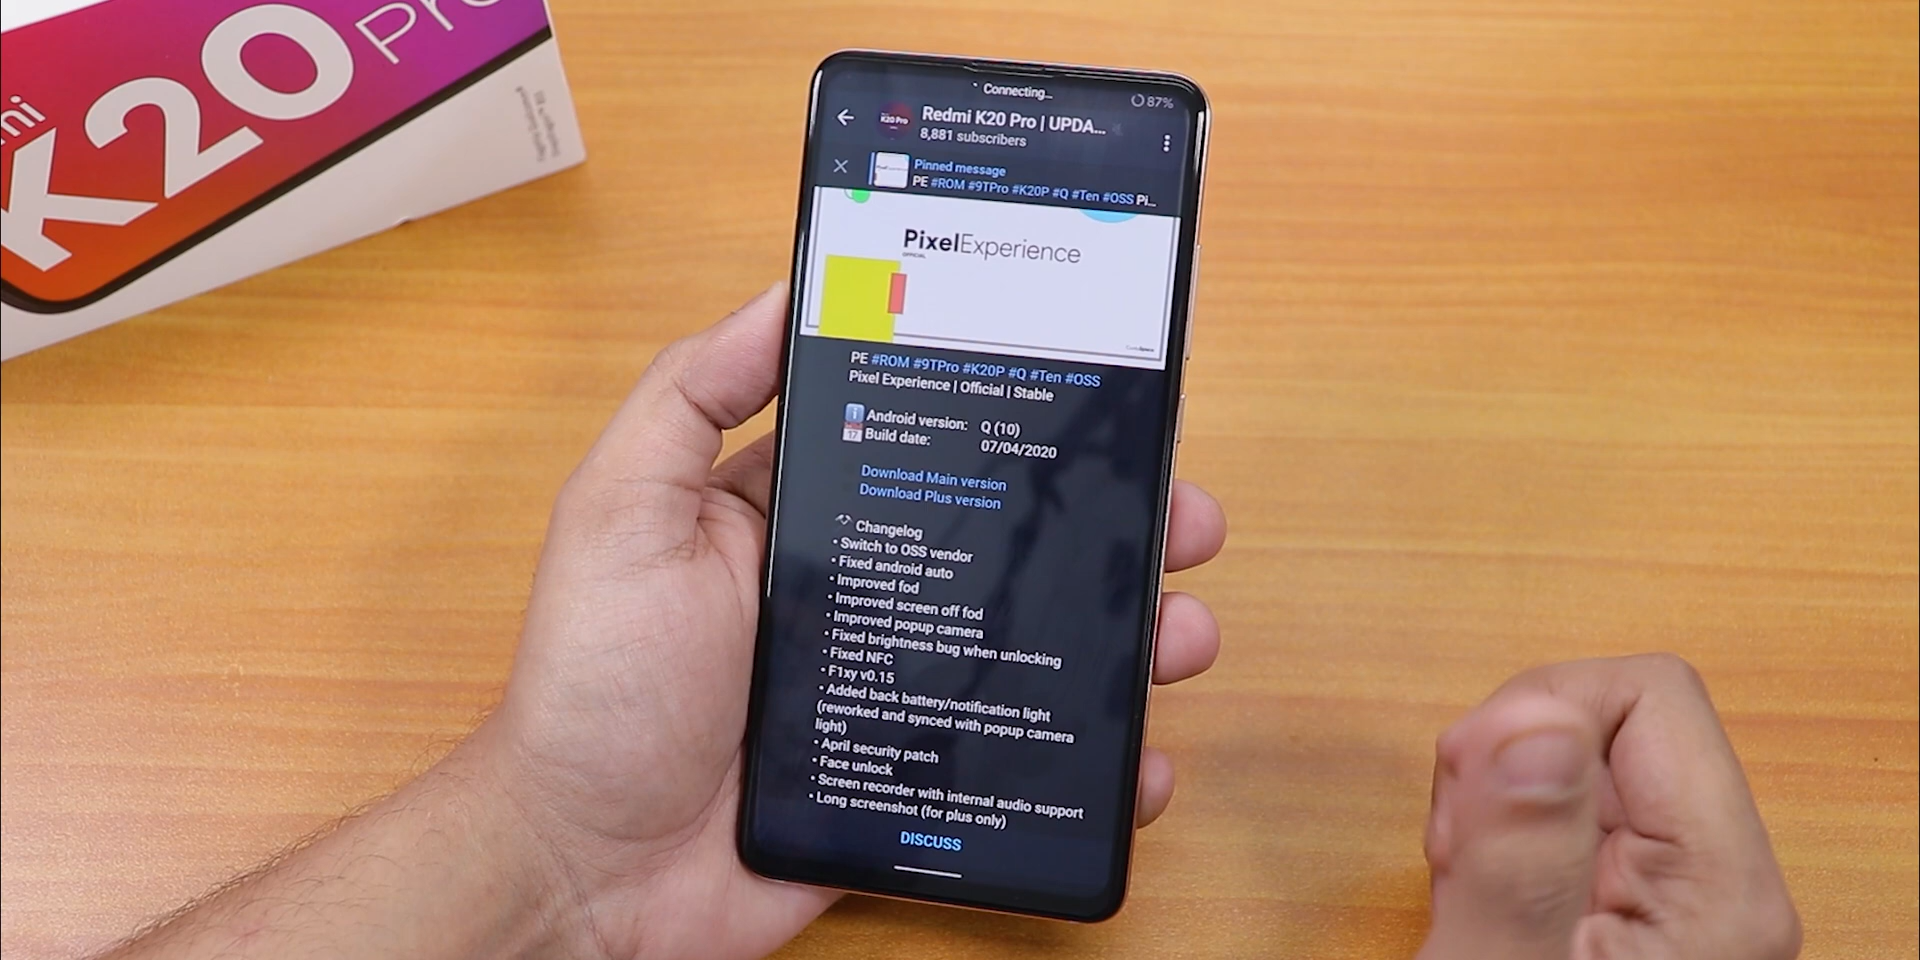 mi
K20 Pro
Connecting...
87%
Redmi K20 Pro | UPDA...
8,881 subscribers
K20 Pro
Pinned message
PE #ROM #9TPro #K20P #Q #Ten #OSS Pi...
PixelExperience
OFFICIAL
PE #ROM #9TPro #K20P #Q #Ten #OSS
Pixel Experience | Official | Stable
Android version: Q (10)
17
Build date: 07/04/2020
Download Main version
Download Plus version
Changelog
• Switch to OSS vendor
• Fixed android auto
• Improved fod
• Improved screen off fod
• Improved popup camera
• Fixed brightness bug when unlocking
• Fixed NFC
• F1xy v0.15
• Added back battery/notification light
(reworked and synced with popup camera
light)
• April security patch
• Face unlock
• Screen recorder with internal audio support
• Long screenshot (for plus only)
DISCUSS